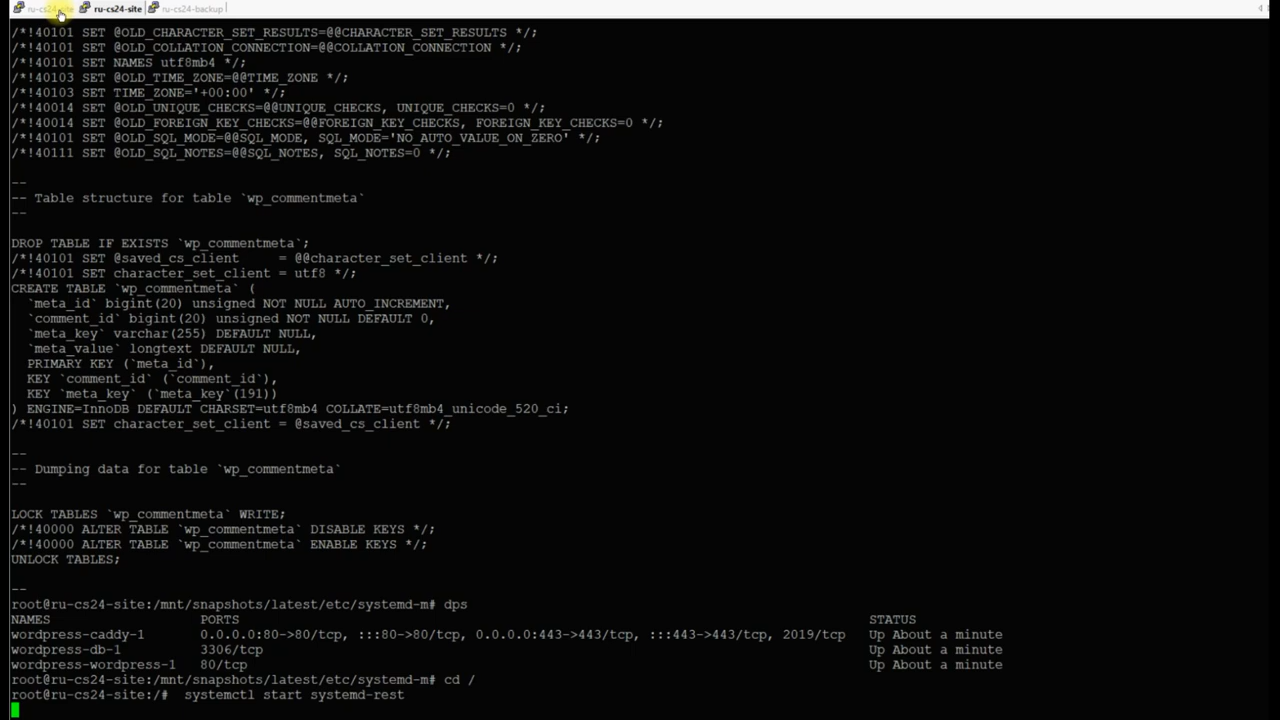 ru-cs24-site ru-cs24-site ru-cs24-backup 4
/*!40101 SET @OLD_CHARACTER_SET_RESULTS=@@CHARACTER_SET_RESULTS */;
/*!40101 SET @OLD_COLLATION_CONNECTION=@@COLLATION_CONNECTION */;
/*!40101 SET NAMES utf8mb4 */;
/*!40103 SET @OLD_TIME_ZONE=@@TIME_ZONE */;
/*!40103 SET TIME_ZONE='+00:00' */;
/*!40014 SET @OLD_UNIQUE_CHECKS=@@UNIQUE_CHECKS, UNIQUE_CHECKS=0 */;
/*!40014 SET @OLD_FOREIGN_KEY_CHECKS=@@FOREIGN_KEY_CHECKS, FOREIGN_KEY_CHECKS=0 */;
/*!40101 SET @OLD_SQL_MODE=@@SQL_MODE, SQL_MODE='NO_AUTO_VALUE_ON_ZERO' */;
/*!40111 SET @OLD_SQL_NOTES=@@SQL_NOTES, SQL_NOTES=0 */;
--
-- Table structure for table `wp_commentmeta`
--
DROP TABLE IF EXISTS `wp_commentmeta`;
/*!40101 SET @saved_cs_client     = @@character_set_client */;
/*!40101 SET character_set_client = utf8 */;
CREATE TABLE `wp_commentmeta` (
  `meta_id` bigint(20) unsigned NOT NULL AUTO_INCREMENT,
  `comment_id` bigint(20) unsigned NOT NULL DEFAULT 0,
  `meta_key` varchar(255) DEFAULT NULL,
  `meta_value` longtext DEFAULT NULL,
  PRIMARY KEY (`meta_id`),
  KEY `comment_id` (`comment_id`),
  KEY `meta_key` (`meta_key`(191))
) ENGINE=InnoDB DEFAULT CHARSET=utf8mb4 COLLATE=utf8mb4_unicode_520_ci;
/*!40101 SET character_set_client = @saved_cs_client */;
--
-- Dumping data for table `wp_commentmeta`
--
LOCK TABLES `wp_commentmeta` WRITE;
/*!40000 ALTER TABLE `wp_commentmeta` DISABLE KEYS */;
/*!40000 ALTER TABLE `wp_commentmeta` ENABLE KEYS */;
UNLOCK TABLES;
--
root@ru-cs24-site:/mnt/snapshots/latest/etc/systemd-m# dps
NAMES PORTS STATUS
wordpress-caddy-1 0.0.0.0:80->80/tcp, :::80->80/tcp, 0.0.0.0:443->443/tcp, :::443->443/tcp, 2019/tcp Up About a minute
wordpress-db-1 3306/tcp Up About a minute
wordpress-wordpress-1 80/tcp Up About a minute
root@ru-cs24-site:/mnt/snapshots/latest/etc/systemd-m# cd /
root@ru-cs24-site:/#  systemctl start systemd-rest